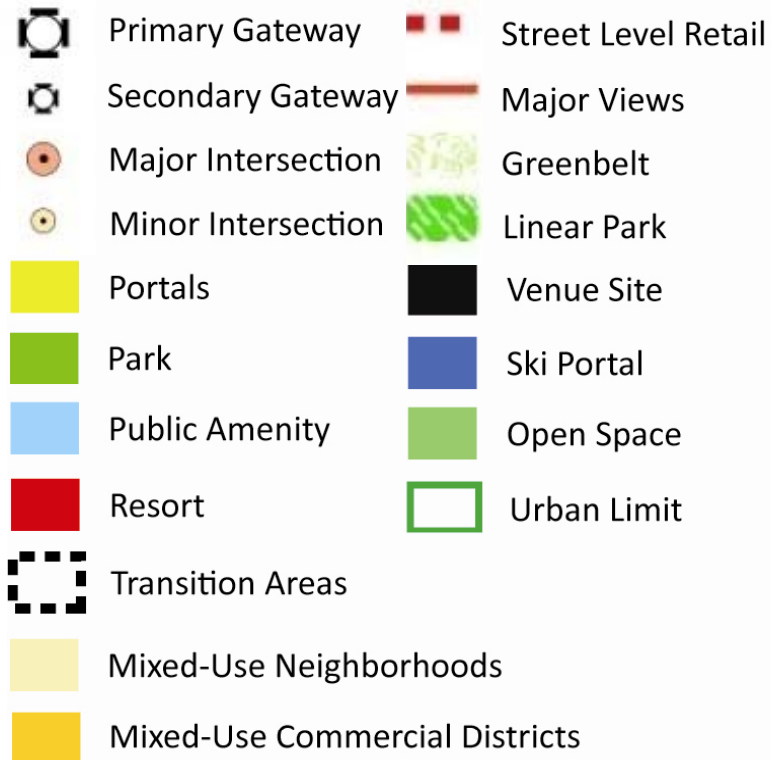 Primary Gateway
Street Level Retail
Secondary Gateway
Major Views
Major Intersection
Greenbelt
Minor Intersection
Linear Park
Portals
Venue Site
Park
Ski Portal
Public Amenity
Open Space
Resort
Urban Limit
Transition Areas
Mixed-Use Neighborhoods
Mixed-Use Commercial Districts